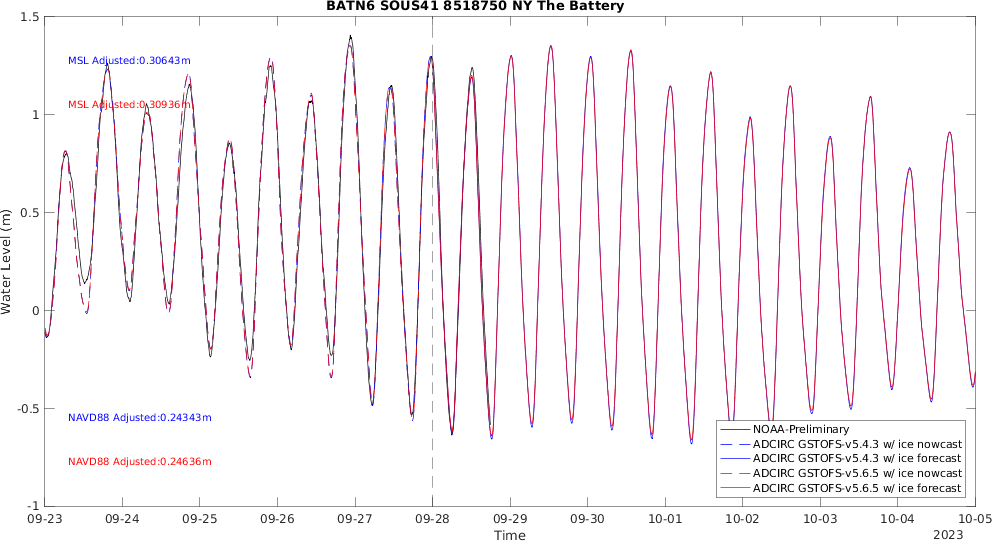 BATN6 SOUS41 8518750 NY The Battery
1.5
1
0.5
0
-0.5
-1
Water Level (m)
MSL Adjusted:0.30643m
MSL Adjusted:0.30936m
NAVD88 Adjusted:0.24343m
NAVD88 Adjusted:0.24636m
NOAA-Preliminary
ADCIRC GSTOFS-v5.4.3 w/ ice nowcast
ADCIRC GSTOFS-v5.4.3 w/ ice forecast
ADCIRC GSTOFS-v5.6.5 w/ ice nowcast
ADCIRC GSTOFS-v5.6.5 w/ ice forecast
09-23 09-24 09-25 09-26 09-27 09-28 09-29 09-30 10-01 10-02 10-03 10-04 10-05
Time
2023